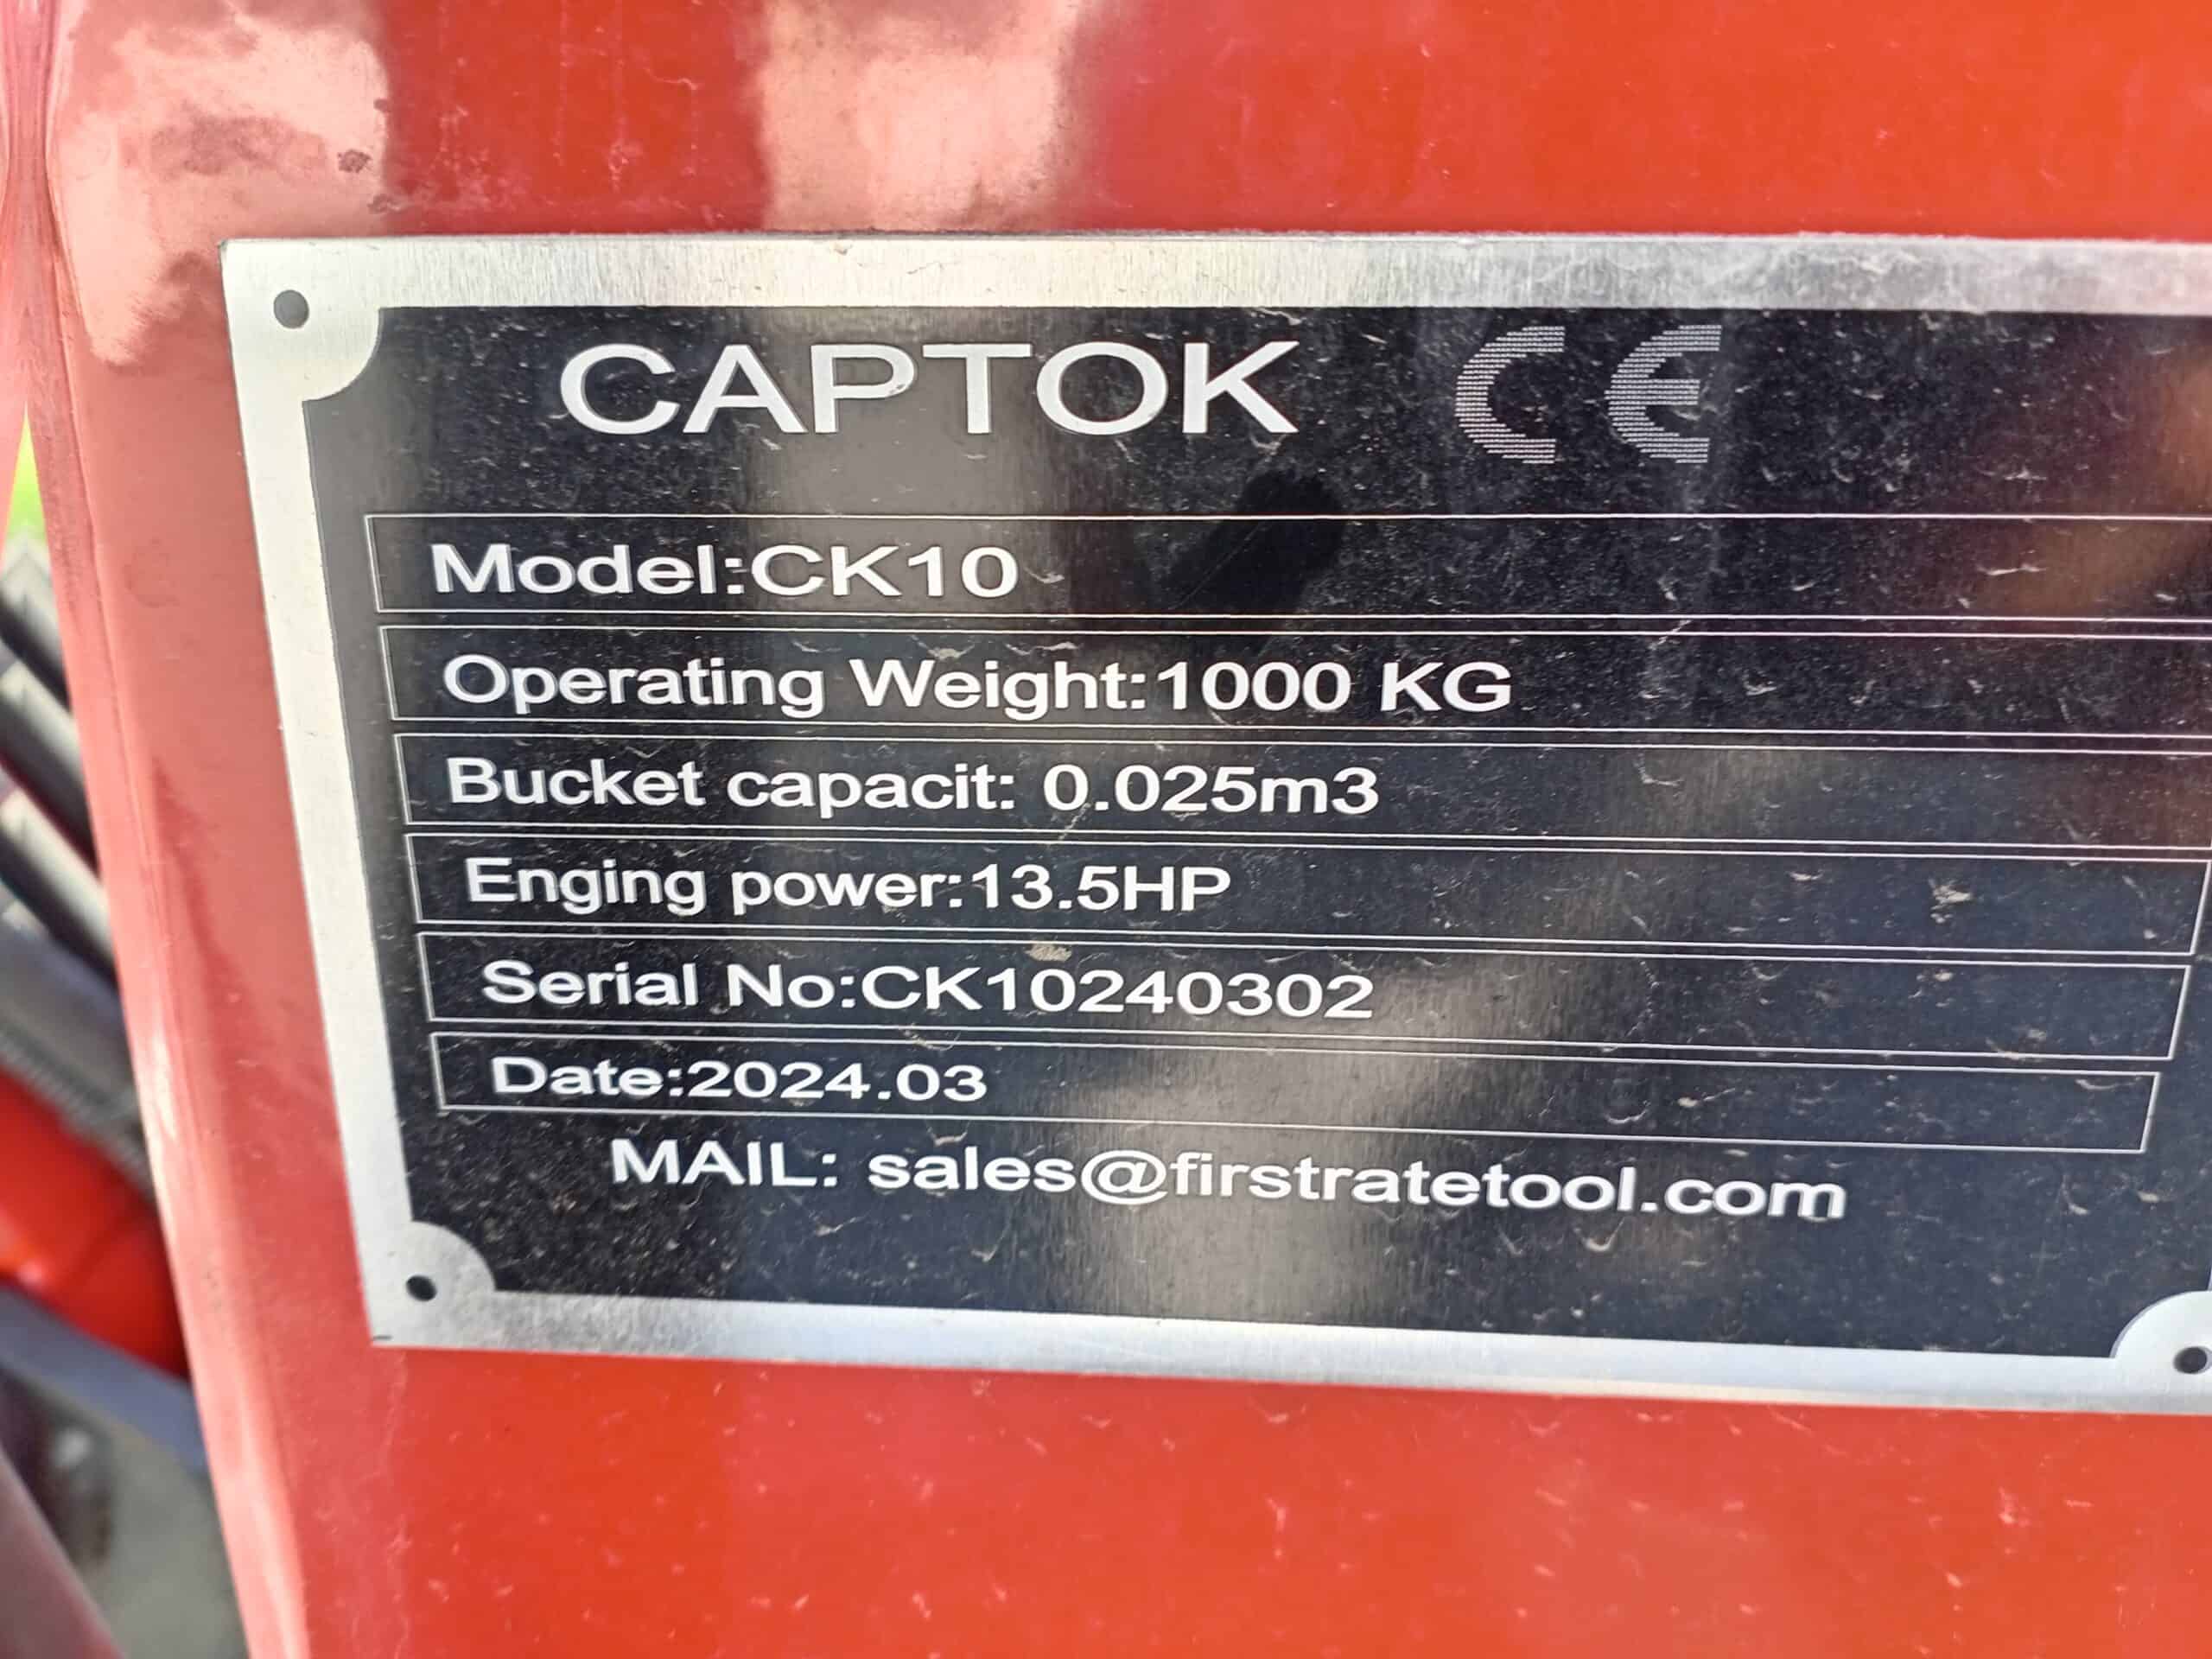 CAPTOK CE
Model:CK10
Operating Weight:1000 KG
Bucket capacit: 0.025m3
Enging power:13.5HP
Serial No:CK10240302
Date:2024.03
MAIL: sales@firstratetool.com